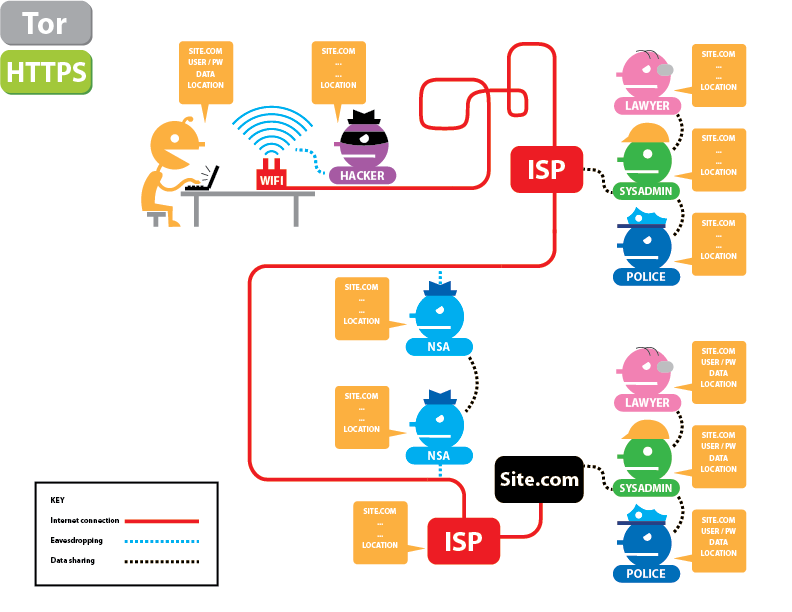 Tor
HTTPS
SITE.COM
USER / PW
DATA
LOCATION
SITE.COM
...
...
LOCATION
WIFI
HACKER
ISP
LAWYER
SITE.COM
...
...
LOCATION
SYSADMIN
SITE.COM
...
...
LOCATION
POLICE
SITE.COM
...
...
LOCATION
SITE.COM
...
...
LOCATION
NSA
SITE.COM
...
...
LOCATION
NSA
LAWYER
SITE.COM
USER / PW
DATA
LOCATION
SYSADMIN
SITE.COM
USER / PW
DATA
LOCATION
POLICE
SITE.COM
USER / PW
DATA
LOCATION
Site.com
SITE.COM
...
...
LOCATION
ISP
KEY
Internet connection
Eavesdropping
Data sharing